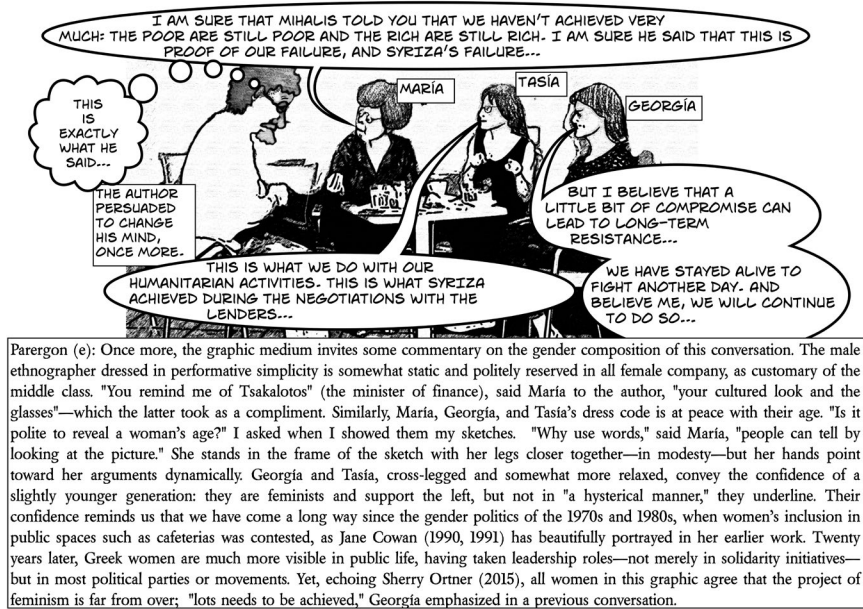 I AM SURE THAT MIHALIS TOLD YOU THAT WE HAVEN'T ACHIEVED VERY
MUCH: THE POOR ARE STILL POOR AND THE RICH ARE STILL RICH. I AM SURE HE SAID THAT THIS IS
PROOF OF OUR FAILURE, AND SYRIZA'S FAILURE...
MARÍA
TASÍA
GEORGÍA
THIS
IS
EXACTLY
WHAT HE
SAID...
THE AUTHOR
PERSUADED
TO CHANGE
HIS MIND,
ONCE MORE.
THIS IS WHAT WE DO WITH OUR
HUMANITARIAN ACTIVITIES. THIS IS WHAT SYRIZA
ACHIEVED DURING THE NEGOTIATIONS WITH THE
LENDERS...
BUT I BELIEVE THAT A
LITTLE BIT OF COMPROMISE CAN
LEAD TO LONG-TERM
RESISTANCE...
WE HAVE STAYED ALIVE TO
FIGHT ANOTHER DAY. AND
BELIEVE ME, WE WILL CONTINUE
TO DO SO...
Parergon (e): Once more, the graphic medium invites some commentary on the gender composition of this conversation. The male
ethnographer dressed in performative simplicity is somewhat static and politely reserved in all female company, as customary of the
middle class. "You remind me of Tsakalotos" (the minister of finance), said María to the author, "your cultured look and the
glasses"—which the latter took as a compliment. Similarly, María, Georgía, and Tasía's dress code is at peace with their age. "Is it
polite to reveal a woman's age?" I asked when I showed them my sketches. "Why use words," said María, "people can tell by
looking at the picture." She stands in the frame of the sketch with her legs closer together—in modesty—but her hands point
toward her arguments dynamically. Georgía and Tasía, cross-legged and somewhat more relaxed, convey the confidence of a
slightly younger generation: they are feminists and support the left, but not in "a hysterical manner," they underline. Their
confidence reminds us that we have come a long way since the gender politics of the 1970s and 1980s, when women's inclusion in
public spaces such as cafeterias was contested, as Jane Cowan (1990, 1991) has beautifully portrayed in her earlier work. Twenty
years later, Greek women are much more visible in public life, having taken leadership roles—not merely in solidarity initiatives—
but in most political parties or movements. Yet, echoing Sherry Ortner (2015), all women in this graphic agree that the project of
feminism is far from over; "lots needs to be achieved," Georgía emphasized in a previous conversation.